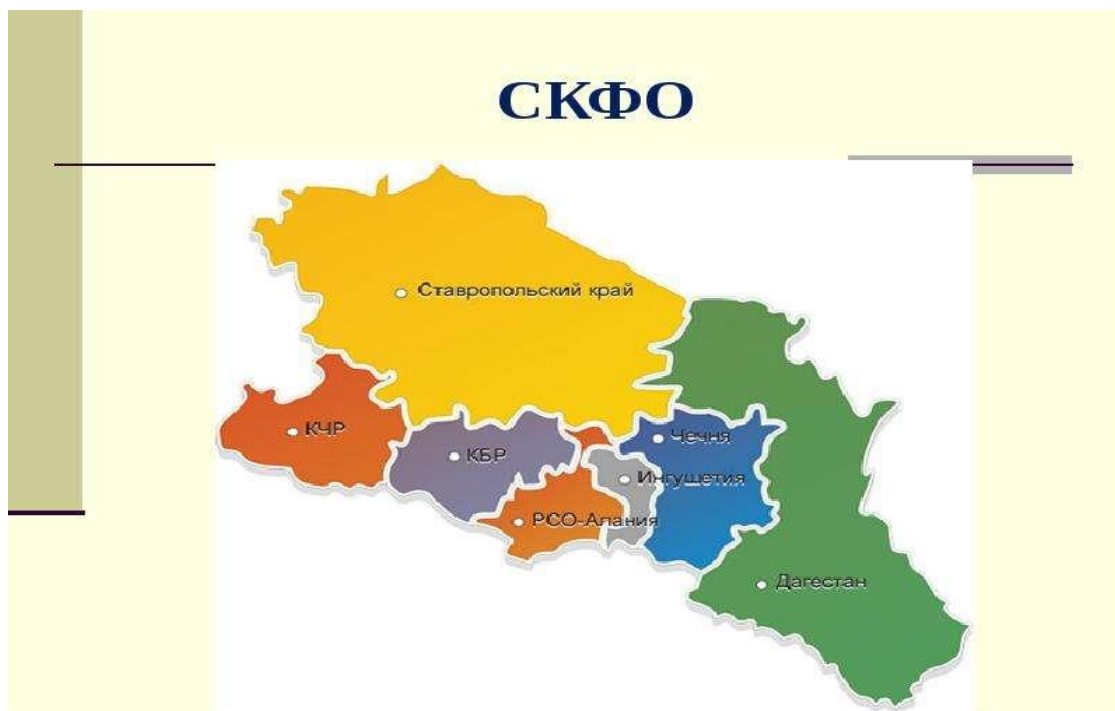 СКФО
Ставропольский край
КЧР
КБР
Чечня
Ингушетия
РСО-Алания
Дагестан